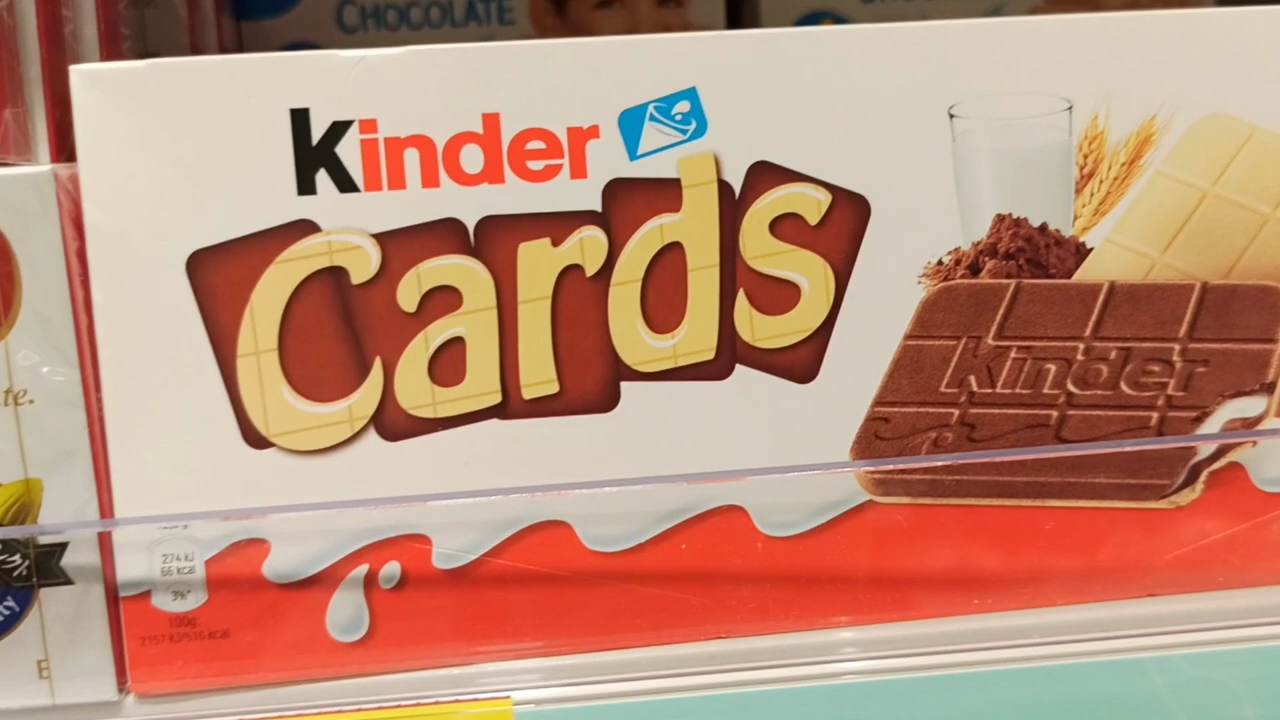 CHOCOLATE
Kinder
Cards
Kinder
te.
274 kJ
66 kcal
3%*
100g:
2157 kJ/516 kcal
E